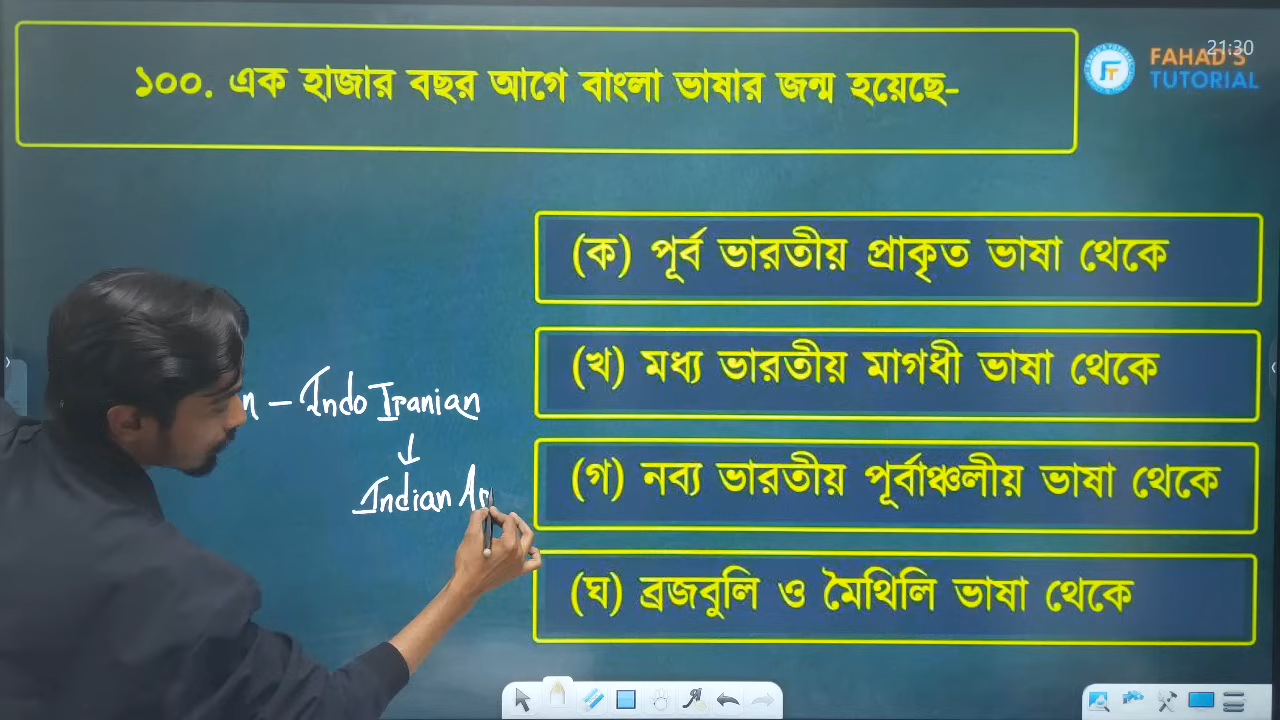 21:30
FAHAD'S
TUTORIAL
১০০. এক হাজার বছর আগে বাংলা ভাষার জন্ম হয়েছে-
(ক) পূর্ব ভারতীয় প্রাকৃত ভাষা থেকে
(খ) মধ্য ভারতীয় মাগধী ভাষা থেকে
(গ) নব্য ভারতীয় পূর্বাঞ্চলীয় ভাষা থেকে
(ঘ) ব্রজবুলি ও মৈথিলি ভাষা থেকে
– Indo Iranian
Indian